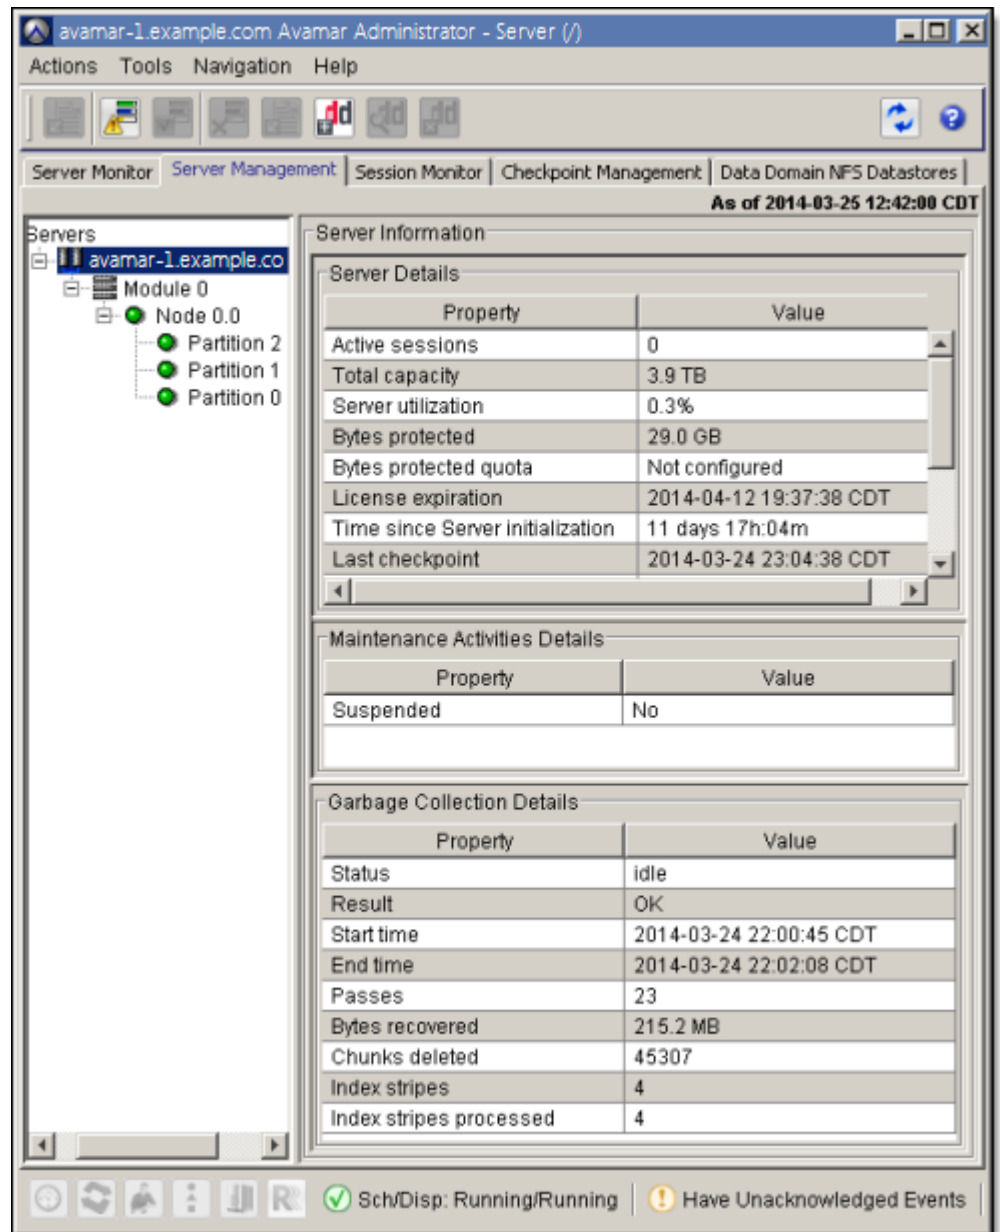 avamar-1.example.com Avamar Administrator - Server (/)
Actions Tools Navigation Help
Server Monitor Server Management Session Monitor Checkpoint Management Data Domain NFS Datastores
As of 2014-03-25 12:42:00 CDT
Servers
avamar-1.example.co
Module 0
Node 0.0
Partition 2
Partition 1
Partition 0
Server Information
Server Details
Property Value
Active sessions 0
Total capacity 3.9 TB
Server utilization 0.3%
Bytes protected 29.0 GB
Bytes protected quota Not configured
License expiration 2014-04-12 19:37:38 CDT
Time since Server initialization 11 days 17h:04m
Last checkpoint 2014-03-24 23:04:38 CDT
Maintenance Activities Details
Property Value
Suspended No
Garbage Collection Details
Property Value
Status idle
Result OK
Start time 2014-03-24 22:00:45 CDT
End time 2014-03-24 22:02:08 CDT
Passes 23
Bytes recovered 215.2 MB
Chunks deleted 45307
Index stripes 4
Index stripes processed 4
Sch/Disp: Running/Running Have Unacknowledged Events